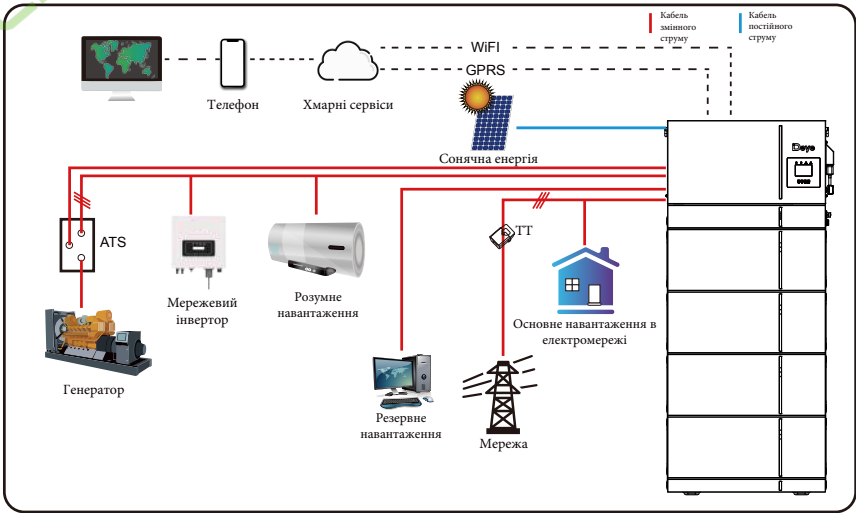 Кабель
змінного
струму
Кабель
постійного
струму
WiFI
GPRS
Телефон
Хмарні сервіси
Сонячна енергія
Deye
ATS
ТТ
Мережевий
інвертор
Розумне
навантаження
Основне навантаження в
електромережі
Генератор
Резервне
навантаження
Мережа